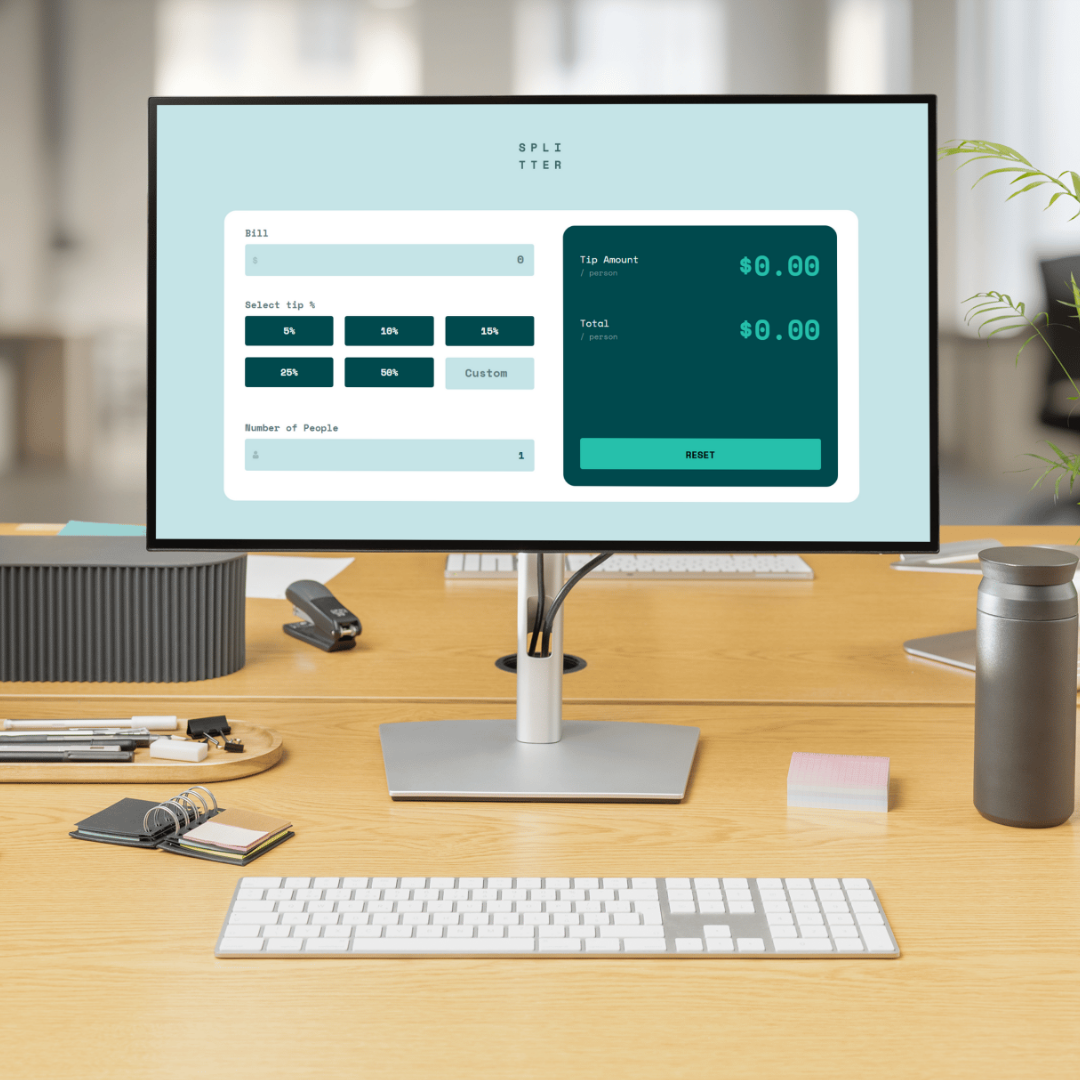 SPLI
TTER
Bill
$ 0
Select tip %
5% 10% 15%
25% 50% Custom
Number of People
1
Tip Amount $0.00
/ person
Total $0.00
/ person
RESET